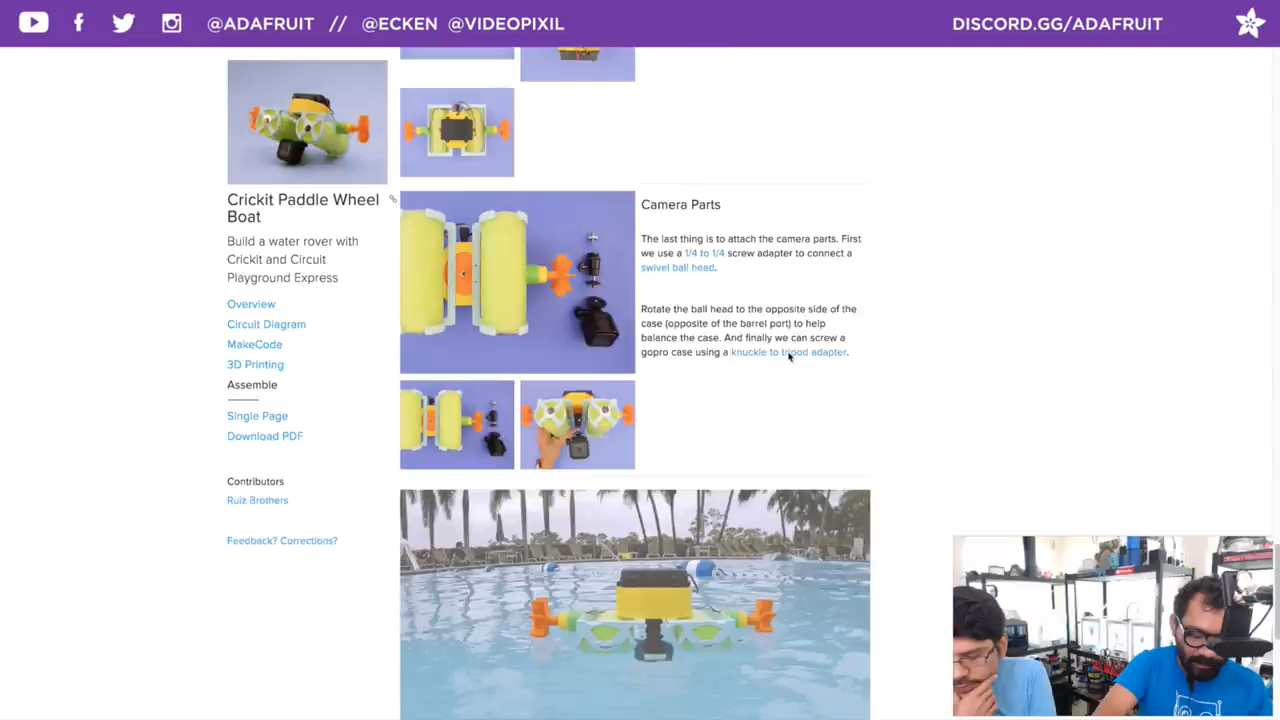 @ADAFRUIT // @ECKEN @VIDEOPIXIL
DISCORD.GG/ADAFRUIT
Crickit Paddle Wheel
Boat
Build a water rover with
Crickit and Circuit
Playground Express
Overview
Circuit Diagram
MakeCode
3D Printing
Assemble
Single Page
Download PDF
Contributors
Ruiz Brothers
Feedback? Corrections?
Camera Parts
The last thing is to attach the camera parts. First
we use a 1/4 to 1/4 screw adapter to connect a
swivel ball head.
Rotate the ball head to the opposite side of the
case (opposite of the barrel port) to help
balance the case. And finally we can screw a
gopro case using a knuckle to tripod adapter.